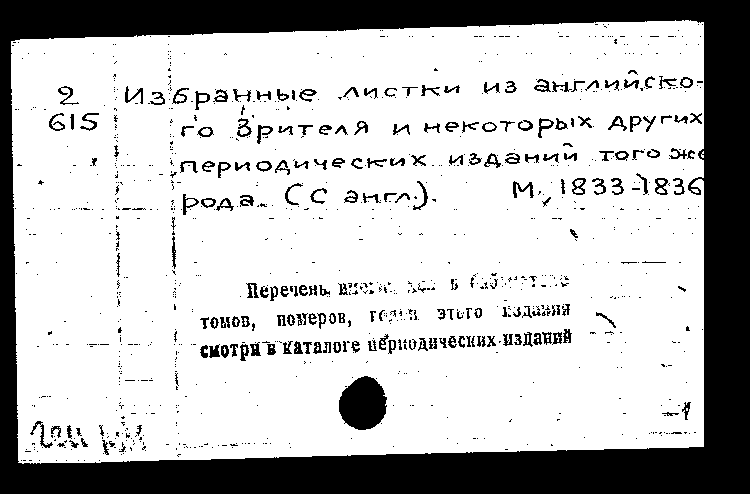 2 Избранные листки из английско-
615 го Зрителя и некоторых других
периодических изданий того же
рода. (С англ.). М., 1833-1836
Перечень, в
томов, номеров, этого издания
смотри в каталоге периодических изданий